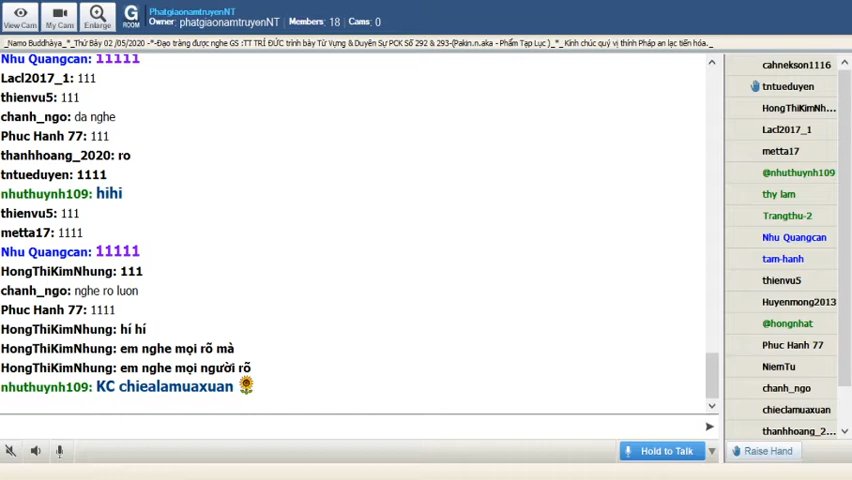 View Cam
My Cam
Enlarge
G ROOM
PhatgiaonamtruyenNT
Owner: phatgiaonamtruyenNT Members: 18 Cams: 0
_Namo Buddhàya_*_Thứ Bảy 02 /05/2020 -*-Đạo tràng được nghe GS :TT TRÍ ĐỨC trình bày Từ Vựng & Duyên Sự PCK Số 292 & 293-(Pakin.n.aka - Phẩm Tạp Lục )_*_ Kính chúc quý vị thính Pháp an lạc tiến hóa._
Nhu Quangcan: 11111
Lacl2017_1: 111
thienvu5: 111
chanh_ngo: da nghe
Phuc Hanh 77: 111
thanhhoang_2020: ro
tntueduyen: 1111
nhuthuynh109: hihi
thienvu5: 111
metta17: 1111
Nhu Quangcan: 11111
HongThiKimNhung: 111
chanh_ngo: nghe ro luon
Phuc Hanh 77: 1111
HongThiKimNhung: hí hí
HongThiKimNhung: em nghe mọi rõ mà
HongThiKimNhung: em nghe mọi người rõ
nhuthuynh109: KC chiealamuaxuan
cahnekson1116
tntueduyen
HongThiKimNh...
Lacl2017_1
metta17
@nhuthuynh109
thy lam
Trangthu-2
Nhu Quangcan
tam-hanh
thienvu5
Huyenmong2013
@hongnhat
Phuc Hanh 77
NiemTu
chanh_ngo
chieclamuaxuan
thanhhoang_2...
Hold to Talk
Raise Hand